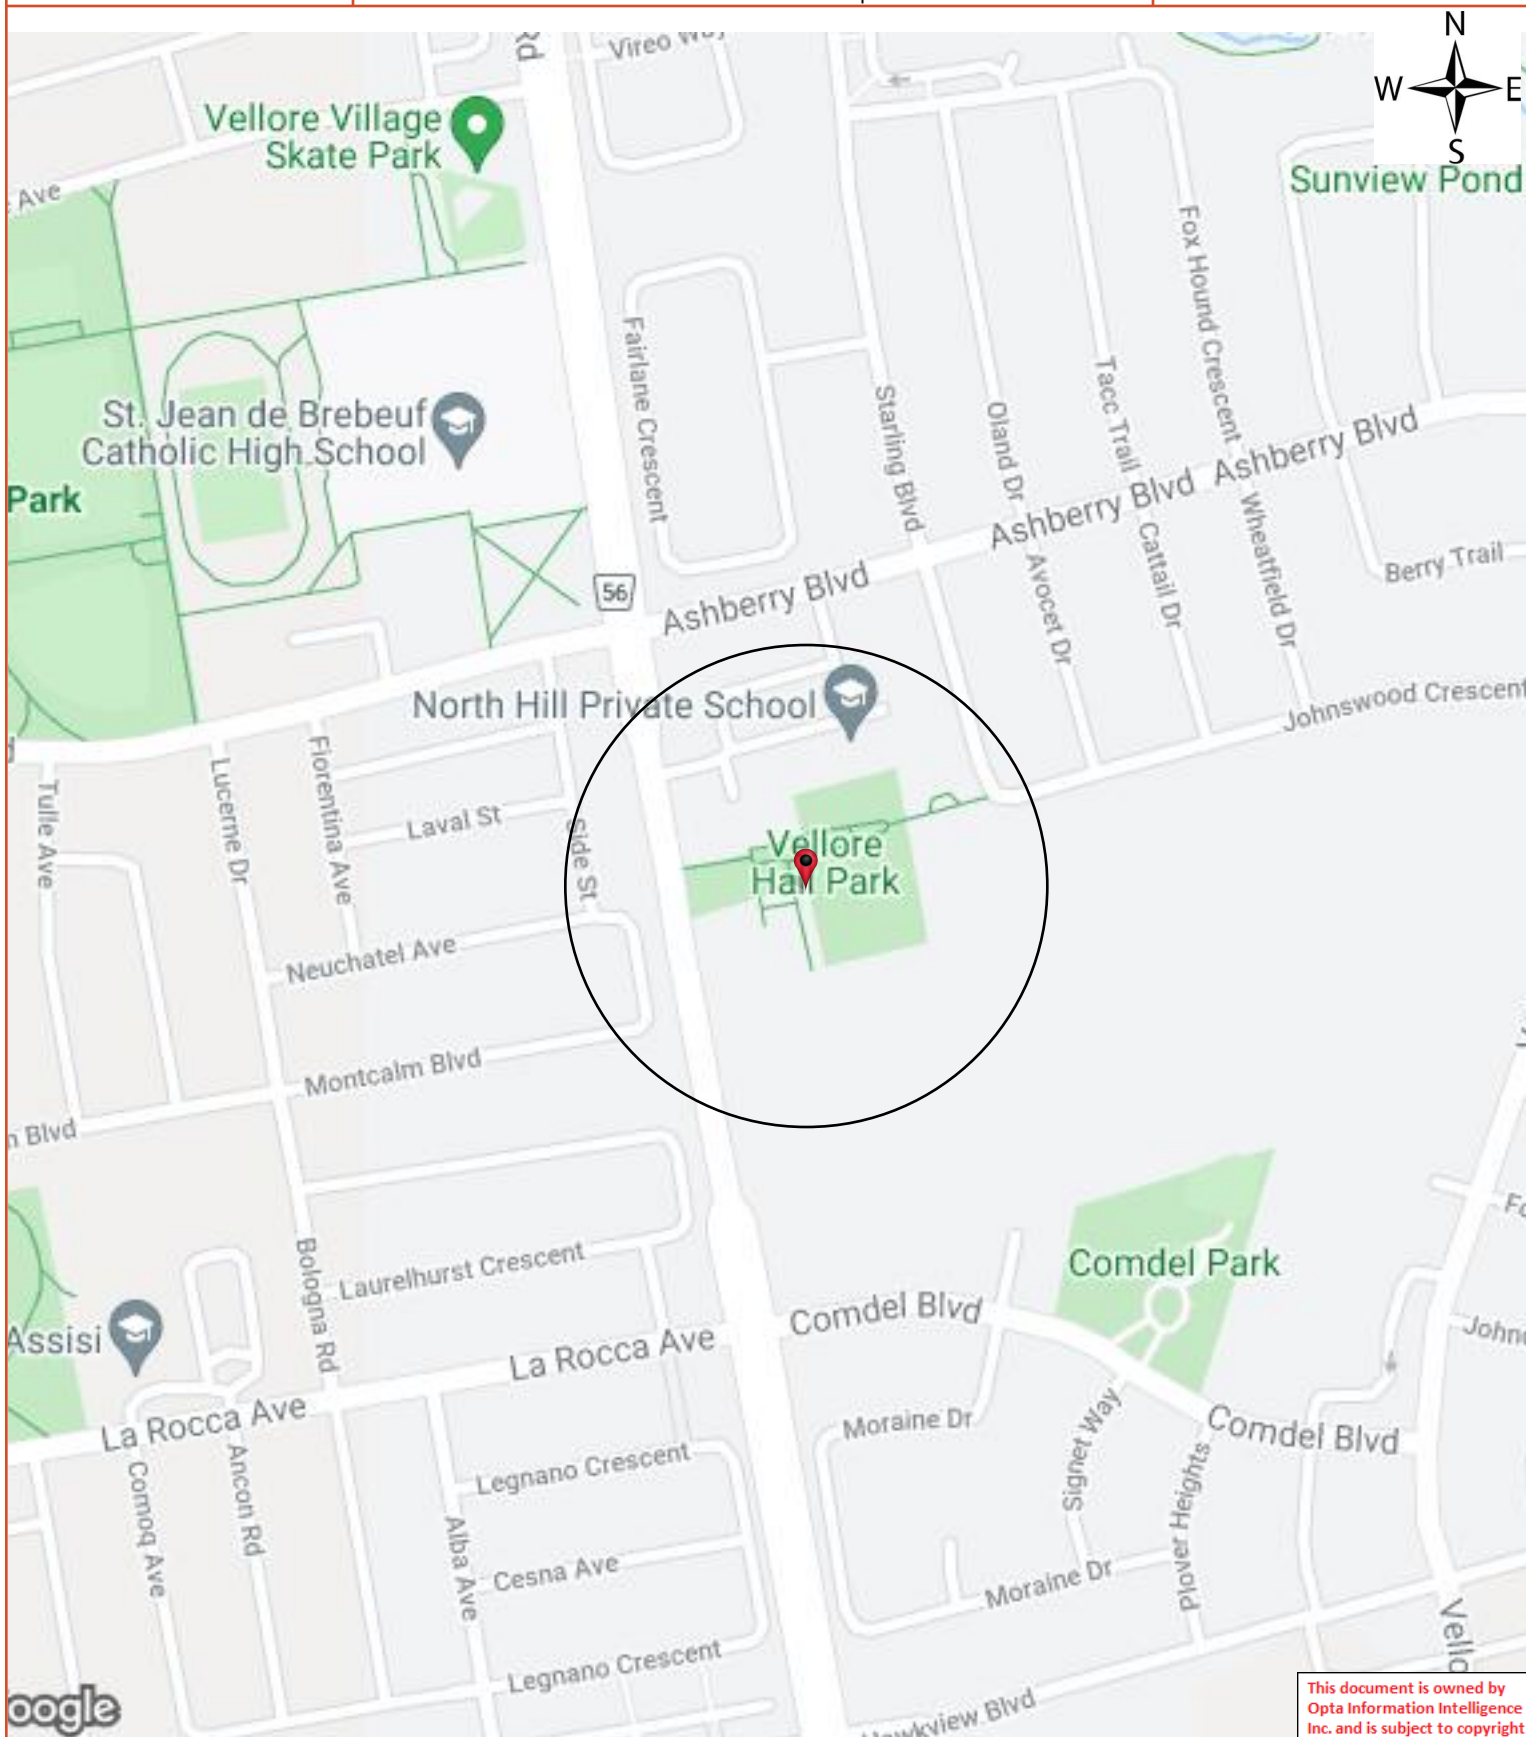 N
W
E
S
Rd
Vellore Village
Skate Park
Sunview Pond
Ave
Fox Hound Crescent
Fairlane Crescent
Starling Blvd
Oland Dr
Tacc Trail
St. Jean de Brebeuf
Catholic High School
Ashberry Blvd
Ashberry Blvd
Park
Wheatfield Dr
Cattail Dr
Avocet Dr
Berry Trail
56
Ashberry Blvd
North Hill Private School
Johnswood Crescent
Tulle Ave
Lucerne Dr
Fiorentina Ave
Laval St
Side St
Vellore
Hall Park
Neuchatel Ave
Montcalm Blvd
Blvd
Bologna Rd
Laurelhurst Crescent
Comdel Park
Comdel Blvd
Assisi
La Rocca Ave
La Rocca Ave
Moraine Dr
Signet Way
Comdel Blvd
Plover Heights
Comoq Ave
Ancon Rd
Legnano Crescent
Alba Ave
Cesna Ave
Moraine Dr
Legnano Crescent
Vello
oogle
This document is owned by
Opta Information Intelligence
Inc. and is subject to copyright